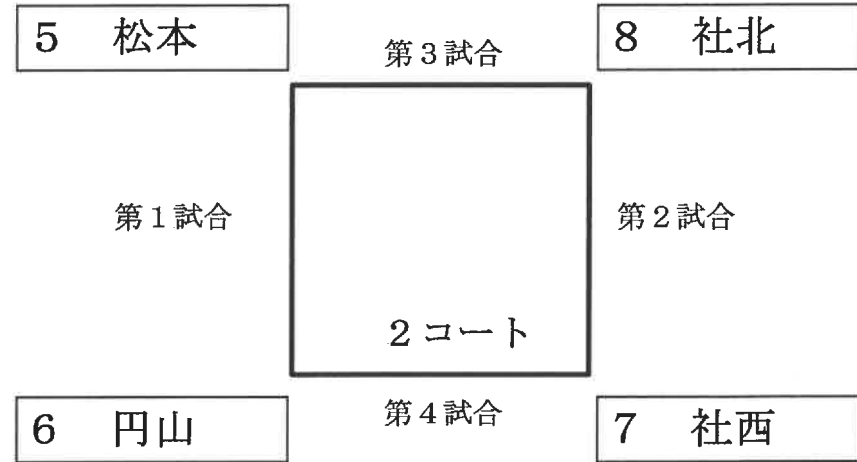 5 松本
第3試合
8 社北
第1試合
第2試合
2コート
6 円山
第4試合
7 社西